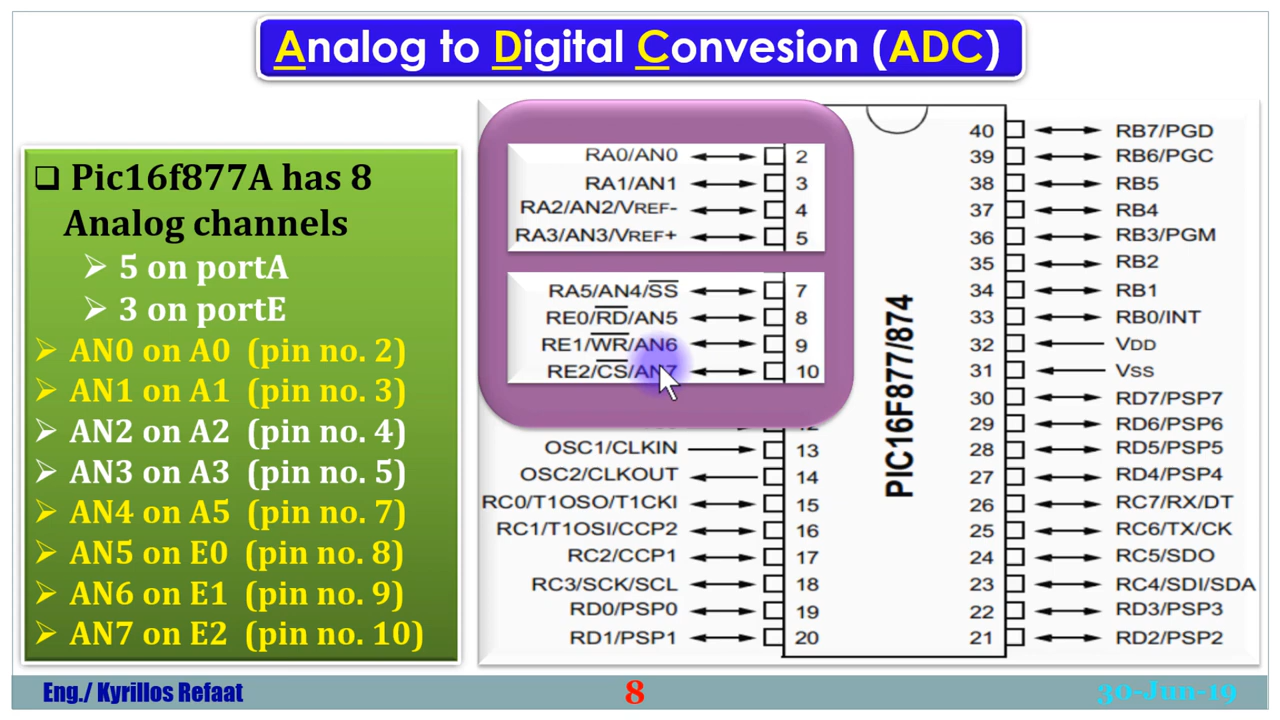 Analog to Digital Convesion (ADC)
Pic16f877A has 8
Analog channels
5 on portA
3 on portE
AN0 on A0 (pin no. 2)
AN1 on A1 (pin no. 3)
AN2 on A2 (pin no. 4)
AN3 on A3 (pin no. 5)
AN4 on A5 (pin no. 7)
AN5 on E0 (pin no. 8)
AN6 on E1 (pin no. 9)
AN7 on E2 (pin no. 10)
RA0/AN0 2
RA1/AN1 3
RA2/AN2/VREF- 4
RA3/AN3/VREF+ 5
RA5/AN4/SS 7
RE0/RD/AN5 8
RE1/WR/AN6 9
RE2/CS/AN7 10
OSC1/CLKIN 13
OSC2/CLKOUT 14
RC0/T1OSO/T1CKI 15
RC1/T1OSI/CCP2 16
RC2/CCP1 17
RC3/SCK/SCL 18
RD0/PSP0 19
RD1/PSP1 20
PIC16F877/874
40 RB7/PGD
39 RB6/PGC
38 RB5
37 RB4
36 RB3/PGM
35 RB2
34 RB1
33 RB0/INT
32 VDD
31 VSS
30 RD7/PSP7
29 RD6/PSP6
28 RD5/PSP5
27 RD4/PSP4
26 RC7/RX/DT
25 RC6/TX/CK
24 RC5/SDO
23 RC4/SDI/SDA
22 RD3/PSP3
21 RD2/PSP2
Eng./ Kyrillos Refaat
8
30-Jun-19